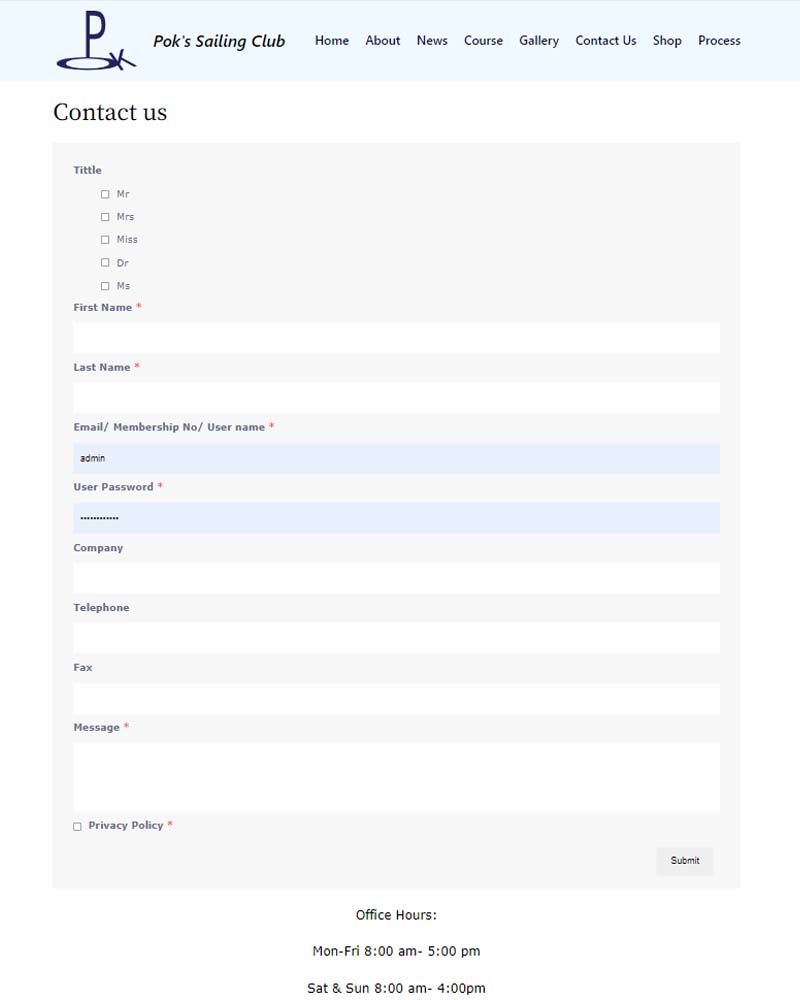 Pok
Pok's Sailing Club
Home About News Course Gallery Contact Us Shop Process
Contact us
Tittle
Mr
Mrs
Miss
Dr
Ms
First Name *
Last Name *
Email/ Membership No/ User name *
admin
User Password *
••••••••••••
Company
Telephone
Fax
Message *
Privacy Policy *
Submit
Office Hours:
Mon-Fri 8:00 am- 5:00 pm
Sat & Sun 8:00 am- 4:00pm